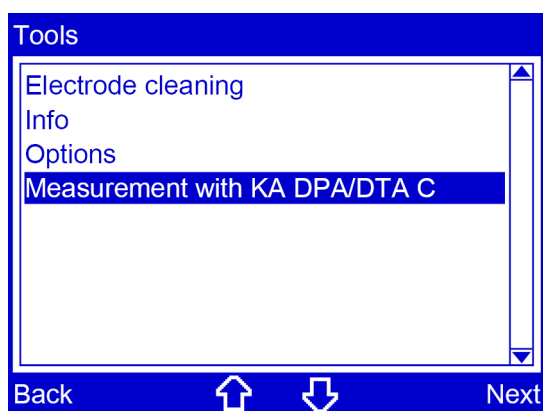 Tools
Electrode cleaning
Info
Options
Measurement with KA DPA/DTA C
Back Next